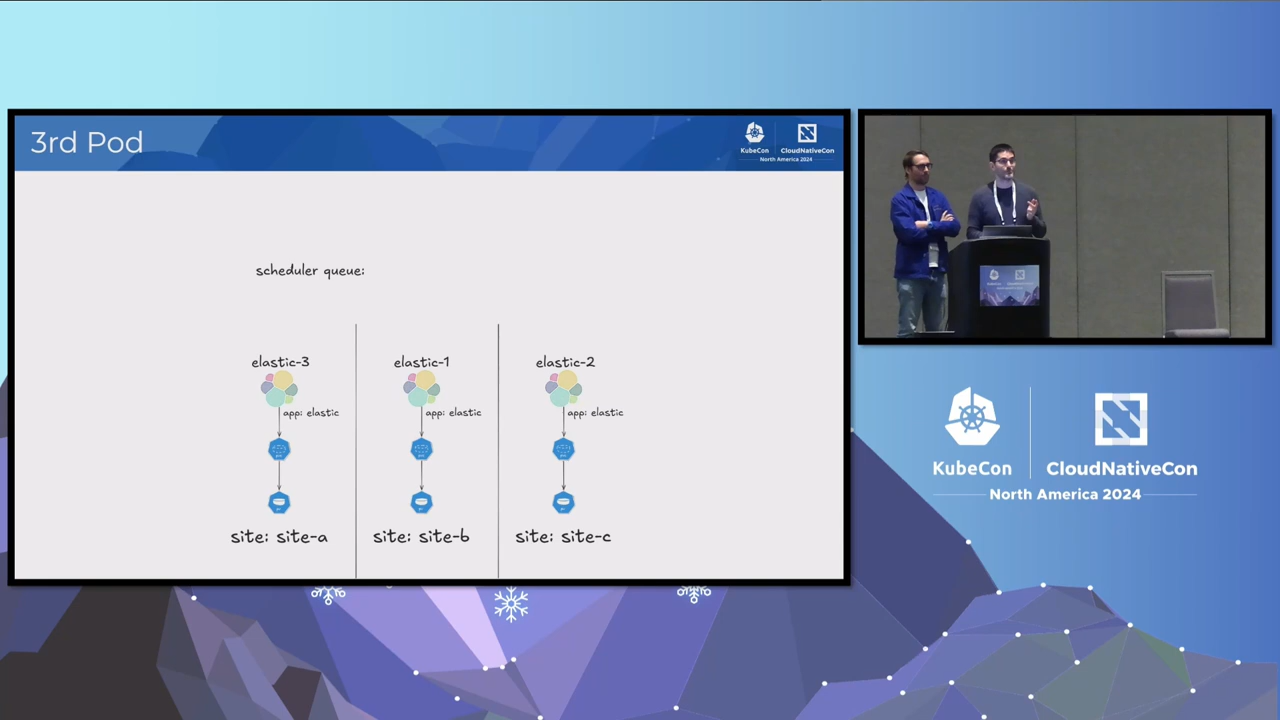 3rd Pod
KubeCon
CloudNativeCon
North America 2024
scheduler queue:
elastic-3
elastic-1
elastic-2
app: elastic
app: elastic
app: elastic
site: site-a
site: site-b
site: site-c
KubeCon
CloudNativeCon
North America 2024